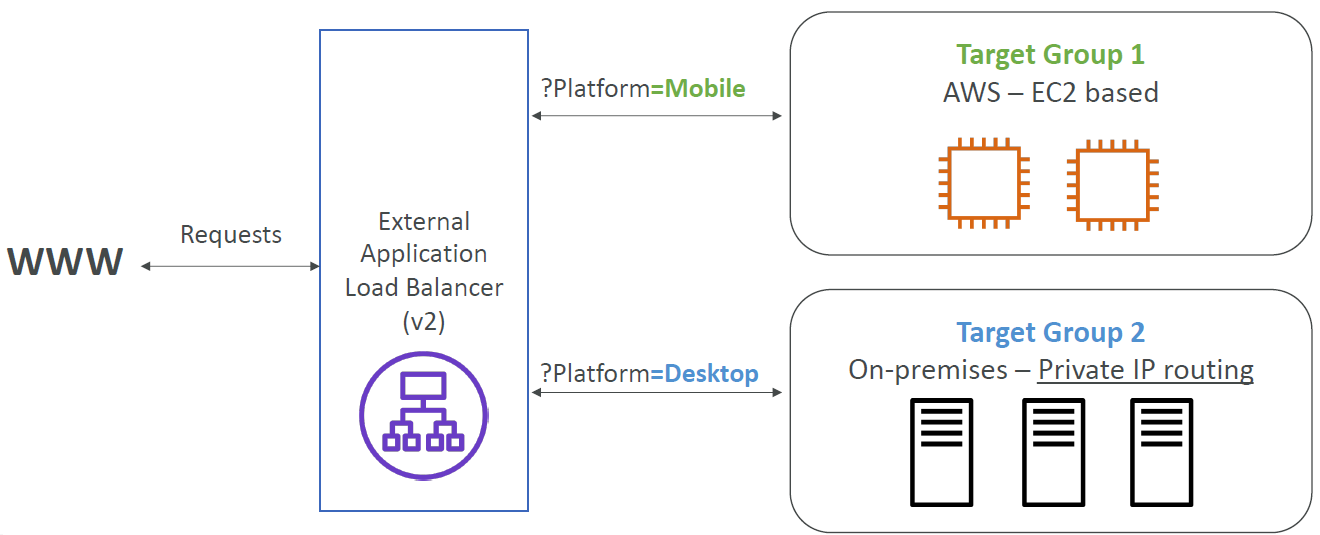 WWW
Requests
External
Application
Load Balancer
(v2)
?Platform=Mobile
?Platform=Desktop
Target Group 1
AWS – EC2 based
Target Group 2
On-premises – Private IP routing